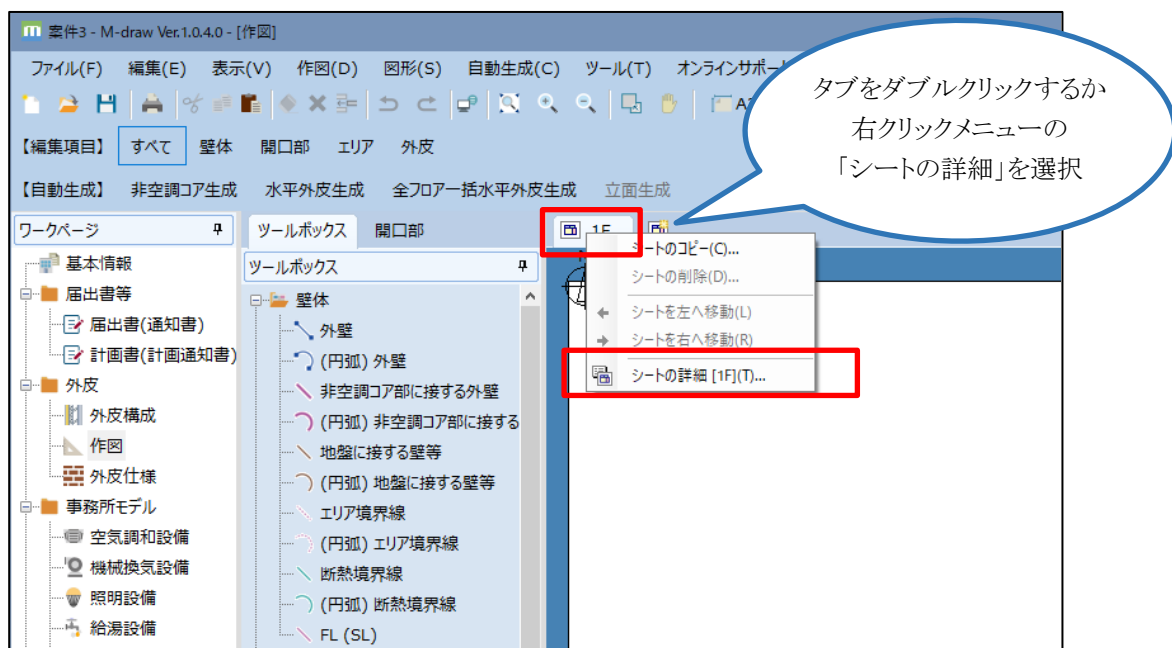 案件3 - M-draw Ver.1.0.4.0 - [作図]
ファイル(F) 編集(E) 表示(V) 作図(D) 図形(S) 自動生成(C) ツール(T) オンラインサポー
タブをダブルクリックするか
右クリックメニューの
「シートの詳細」を選択
【編集項目】 すべて 壁体 開口部 エリア 外皮
【自動生成】 非空調コア生成 水平外皮生成 全フロア一括水平外皮生成 立面生成
ワークページ
基本情報
届出書等
届出書(通知書)
計画書(計画通知書)
外皮
外皮構成
作図
外皮仕様
事務所モデル
空気調和設備
機械換気設備
照明設備
給湯設備
ツールボックス 開口部
ツールボックス
壁体
外壁
(円弧) 外壁
非空調コア部に接する外壁
(円弧) 非空調コア部に接する
地盤に接する壁等
(円弧) 地盤に接する壁等
エリア境界線
(円弧) エリア境界線
断熱境界線
(円弧) 断熱境界線
FL (SL)
1F
シートのコピー(C)...
シートの削除(D)...
シートを左へ移動(L)
シートを右へ移動(R)
シートの詳細 [1F](T)...